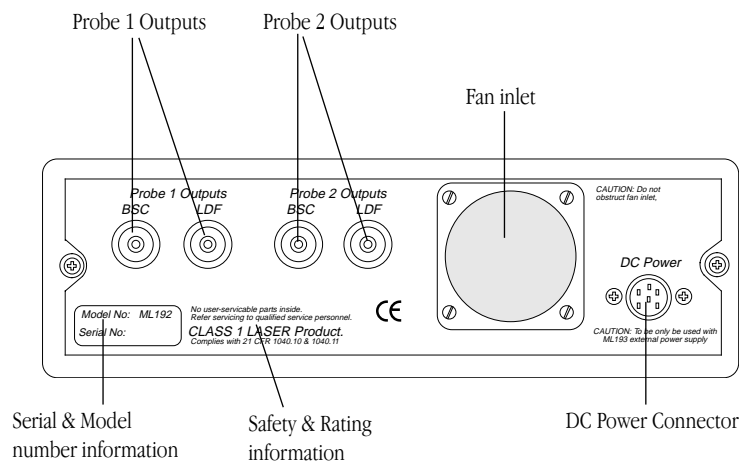 Probe 1 Outputs
Probe 2 Outputs
Fan inlet
Probe 1 Outputs
Probe 2 Outputs
BSC
LDF
BSC
LDF
CAUTION: Do not
obstruct fan inlet,
DC Power
Model No: ML192
Serial No:
No user-servicable parts inside.
Refer servicing to qualified service personnel.
CLASS 1 LASER Product.
Complies with 21 CFR 1040.10 & 1040.11
CE
CAUTION: To be only be used with
ML193 external power supply
Serial & Model
number information
Safety & Rating
information
DC Power Connector